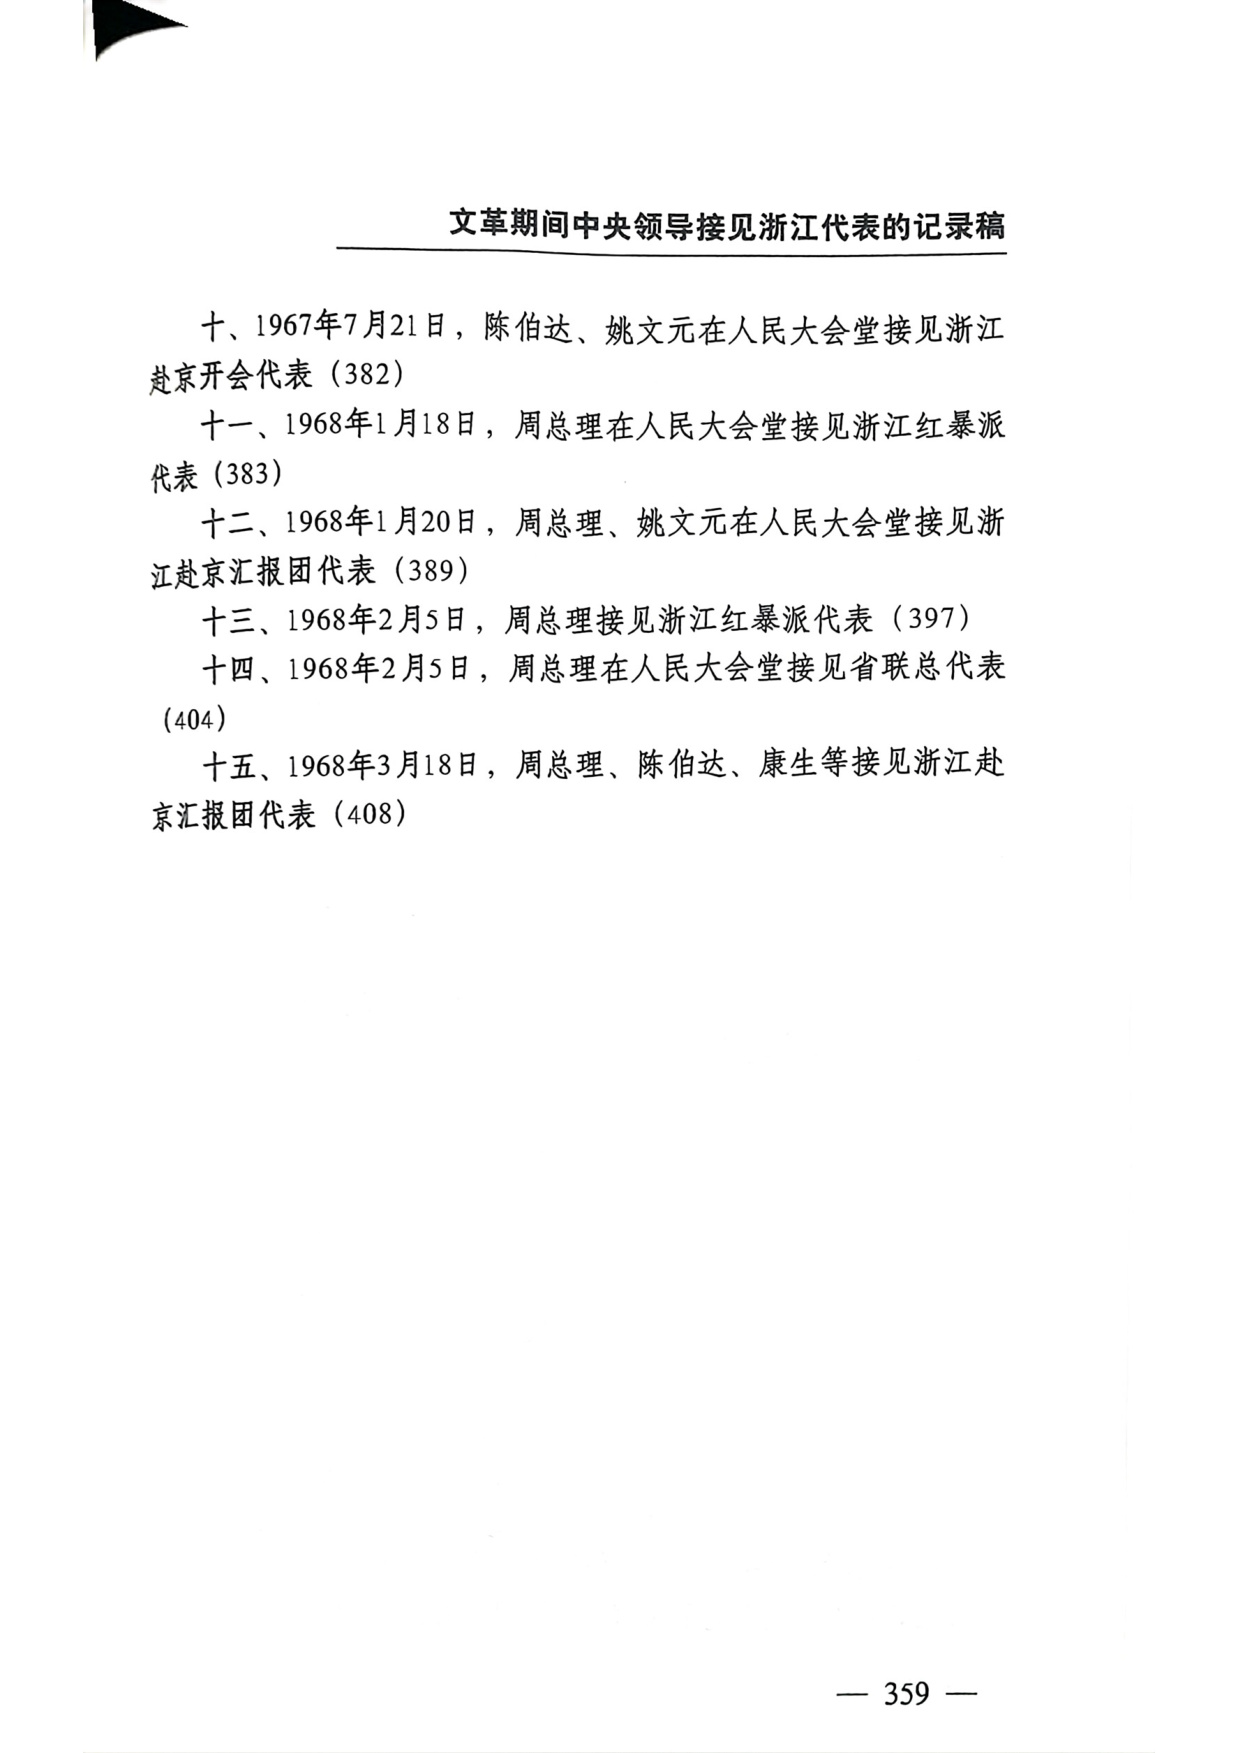 文革期间中央领导接见浙江代表的记录稿
十、1967年7月21日，陈伯达、姚文元在人民大会堂接见浙江
赴京开会代表（382）
十一、1968年1月18日，周总理在人民大会堂接见浙江红暴派
代表（383）
十二、1968年1月20日，周总理、姚文元在人民大会堂接见浙
江赴京汇报团代表（389）
十三、1968年2月5日，周总理接见浙江红暴派代表（397）
十四、1968年2月5日，周总理在人民大会堂接见省联总代表
（404）
十五、1968年3月18日，周总理、陈伯达、康生等接见浙江赴
京汇报团代表（408）
— 359 —